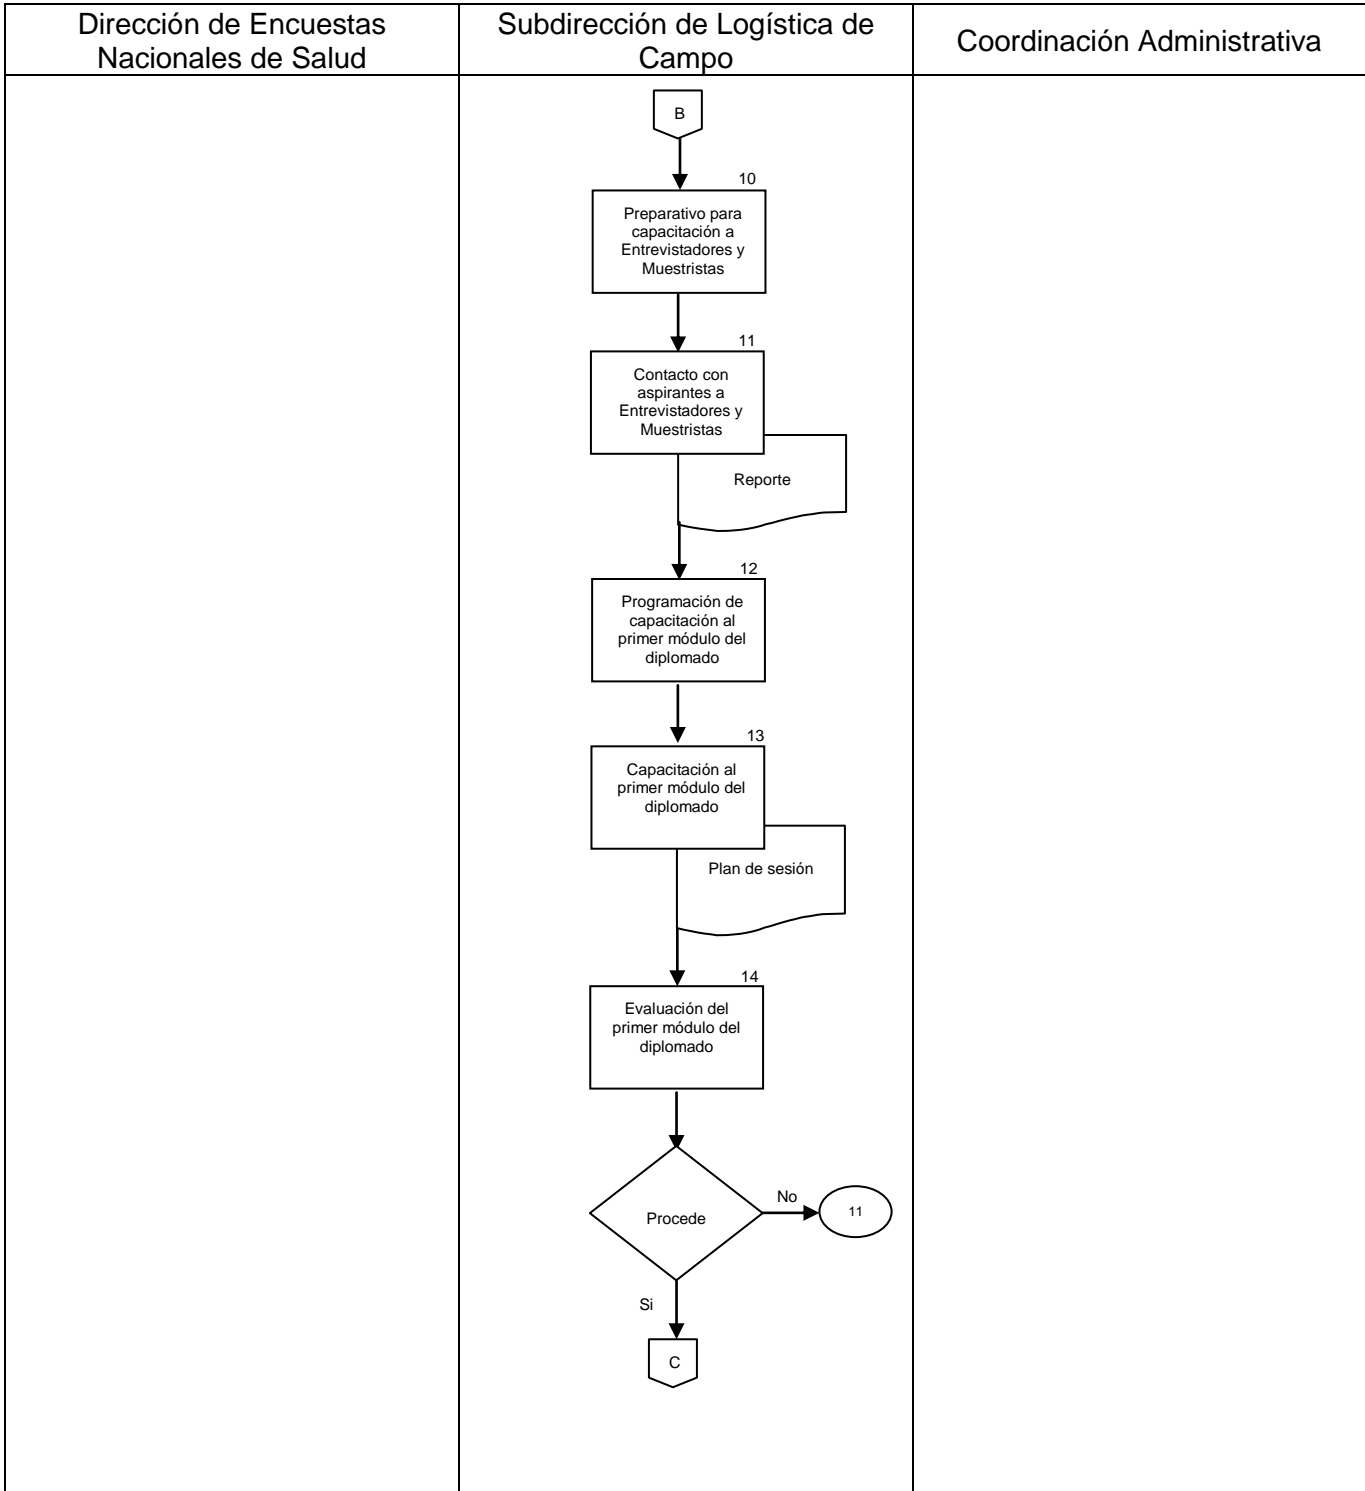 Dirección de Encuestas
Nacionales de Salud
Subdirección de Logística de
Campo
Coordinación Administrativa
B
10
Preparativo para
capacitación a
Entrevistadores y
Muestristas
11
Contacto con
aspirantes a
Entrevistadores y
Muestristas
Reporte
12
Programación de
capacitación al
primer módulo del
diplomado
13
Capacitación al
primer módulo del
diplomado
Plan de sesión
14
Evaluación del
primer módulo del
diplomado
Procede
No
11
Si
C